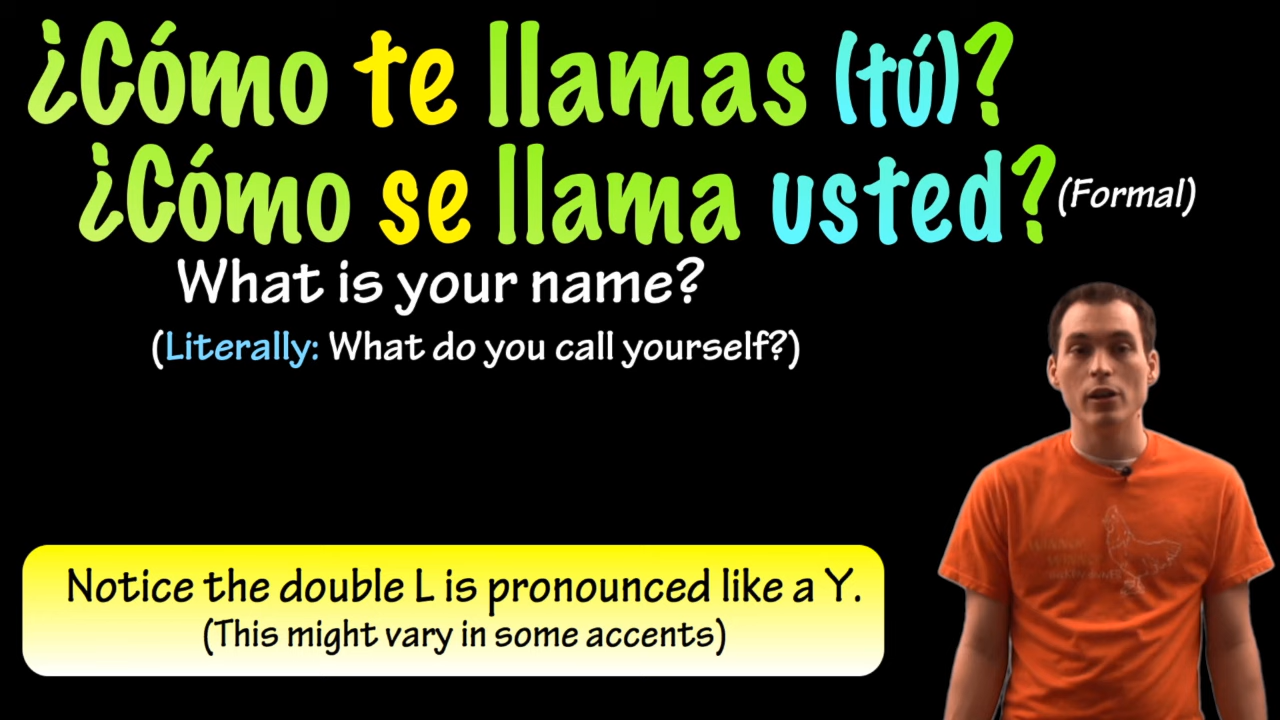 ¿Cómo te llamas (tú)?
¿Cómo se llama usted? (Formal)
What is your name?
(Literally: What do you call yourself?)
Notice the double L is pronounced like a Y.
(This might vary in some accents)